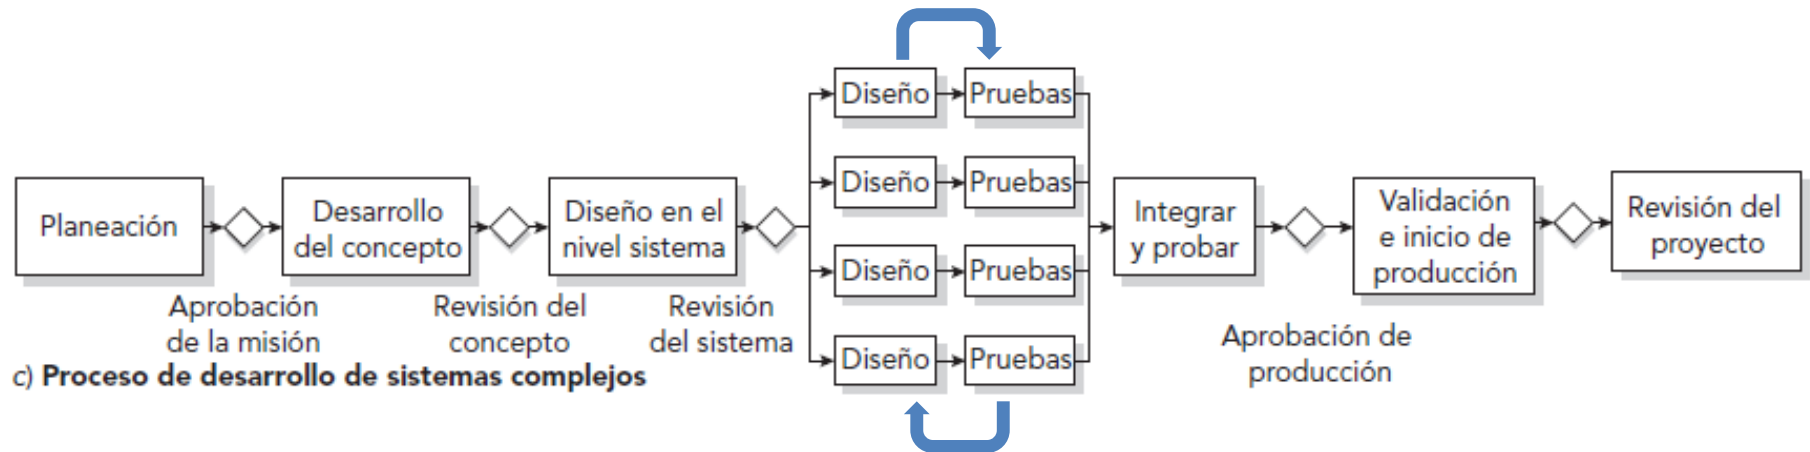 Planeación
Aprobación
de la misión
Desarrollo
del concepto
Revisión del
concepto
Diseño en el
nivel sistema
Revisión
del sistema
Diseño
Pruebas
Diseño
Pruebas
Diseño
Pruebas
Diseño
Pruebas
Integrar
y probar
Aprobación de
producción
Validación
e inicio de
producción
Revisión del
proyecto
c) Proceso de desarrollo de sistemas complejos